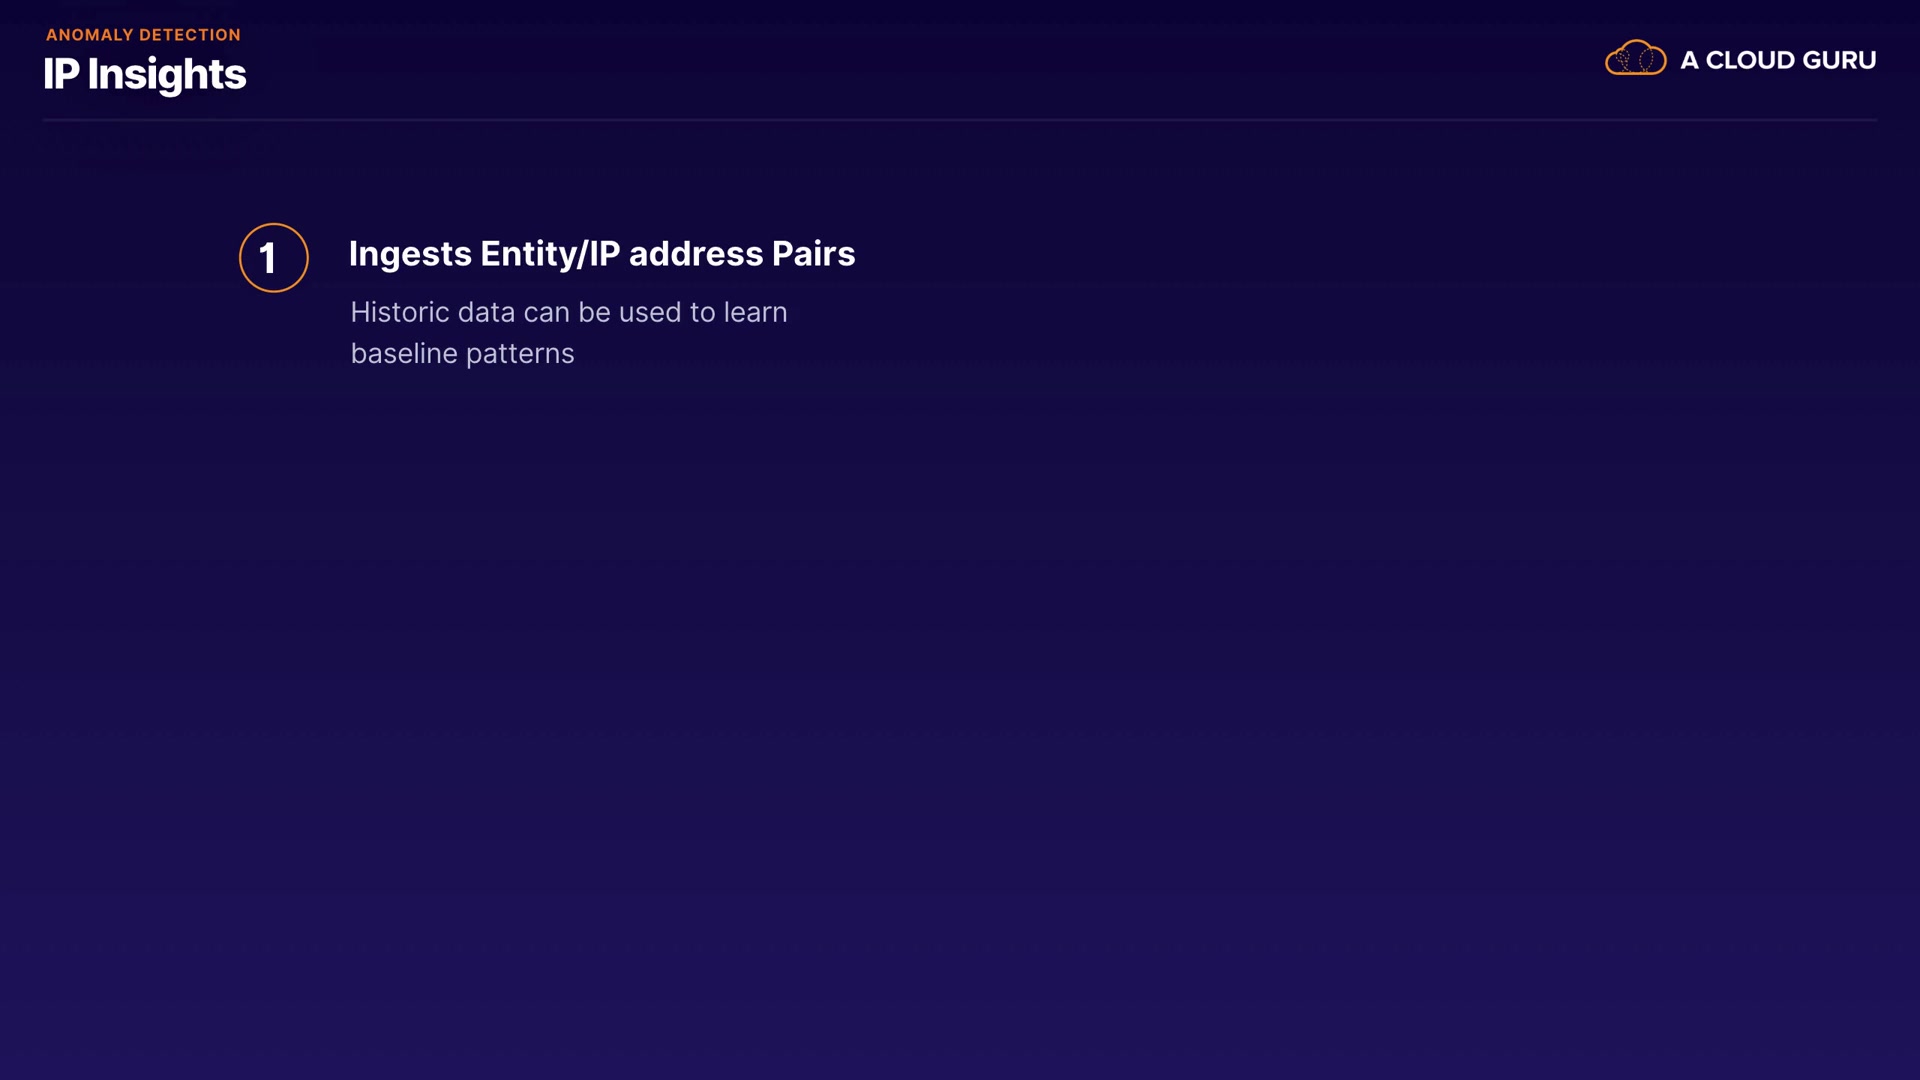 ANOMALY DETECTION
IP Insights
A CLOUD GURU
1
Ingests Entity/IP address Pairs
Historic data can be used to learn
baseline patterns